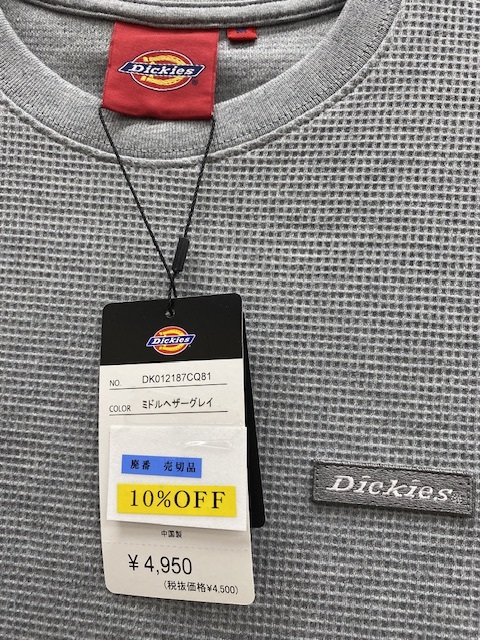 Dickies
Dickies
NO. DK012187CQ81
COLOR ミドルヘザーグレイ
廃番 売切品
10%OFF
中国製
¥4,950
(税抜価格¥4,500)
Dickies